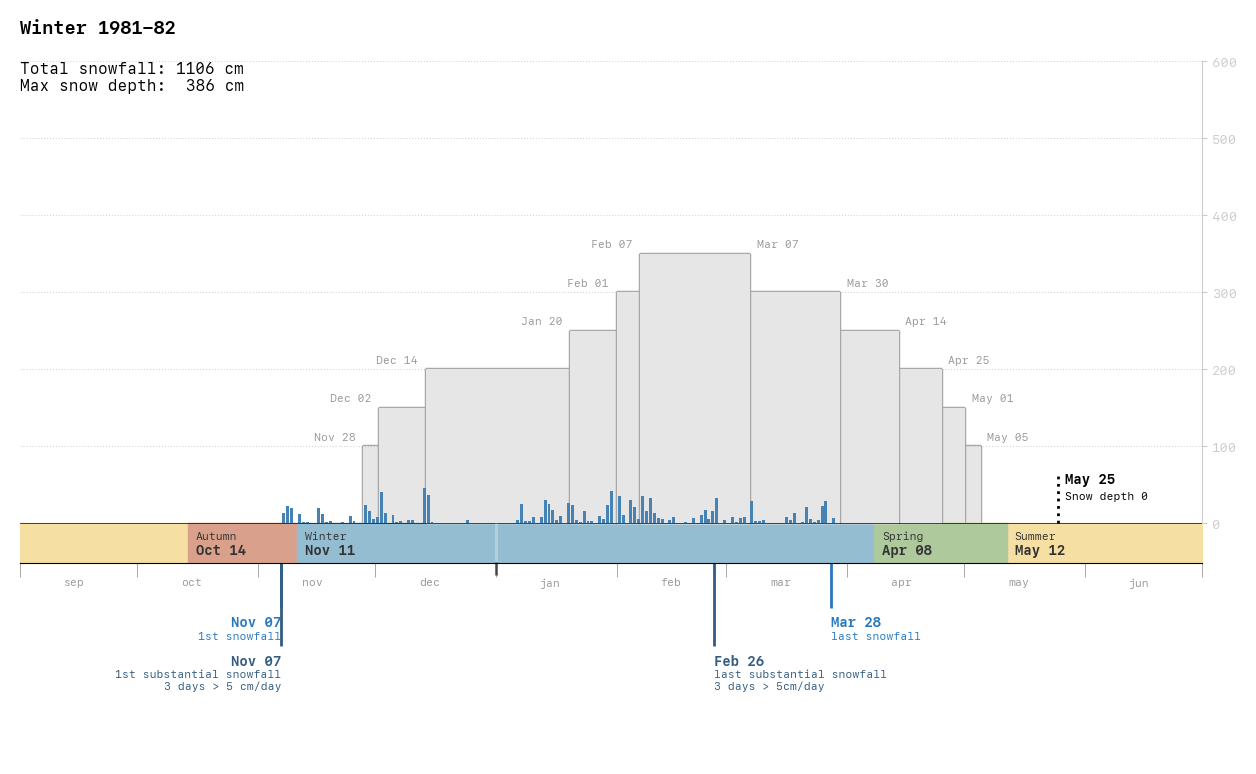 Winter 1981–82
Total snowfall: 1106 cm
Max snow depth: 386 cm
600
500
400
300
200
100
0
Feb 07
Mar 07
Feb 01
Mar 30
Jan 20
Apr 14
Dec 14
Apr 25
Dec 02
May 01
Nov 28
May 05
May 25
Snow depth 0
Autumn
Oct 14
Winter
Nov 11
Spring
Apr 08
Summer
May 12
sep
oct
nov
dec
jan
feb
mar
apr
may
jun
Nov 07
1st snowfall
Mar 28
last snowfall
Nov 07
1st substantial snowfall
3 days > 5 cm/day
Feb 26
last substantial snowfall
3 days > 5cm/day